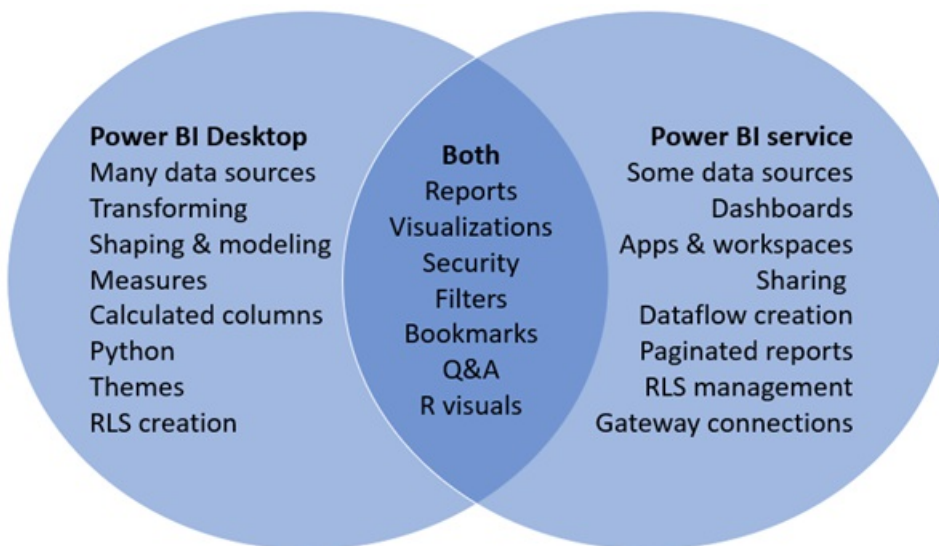 Power BI Desktop
Many data sources
Transforming
Shaping & modeling
Measures
Calculated columns
Python
Themes
RLS creation
Both
Reports
Visualizations
Security
Filters
Bookmarks
Q&A
R visuals
Power BI service
Some data sources
Dashboards
Apps & workspaces
Sharing
Dataflow creation
Paginated reports
RLS management
Gateway connections